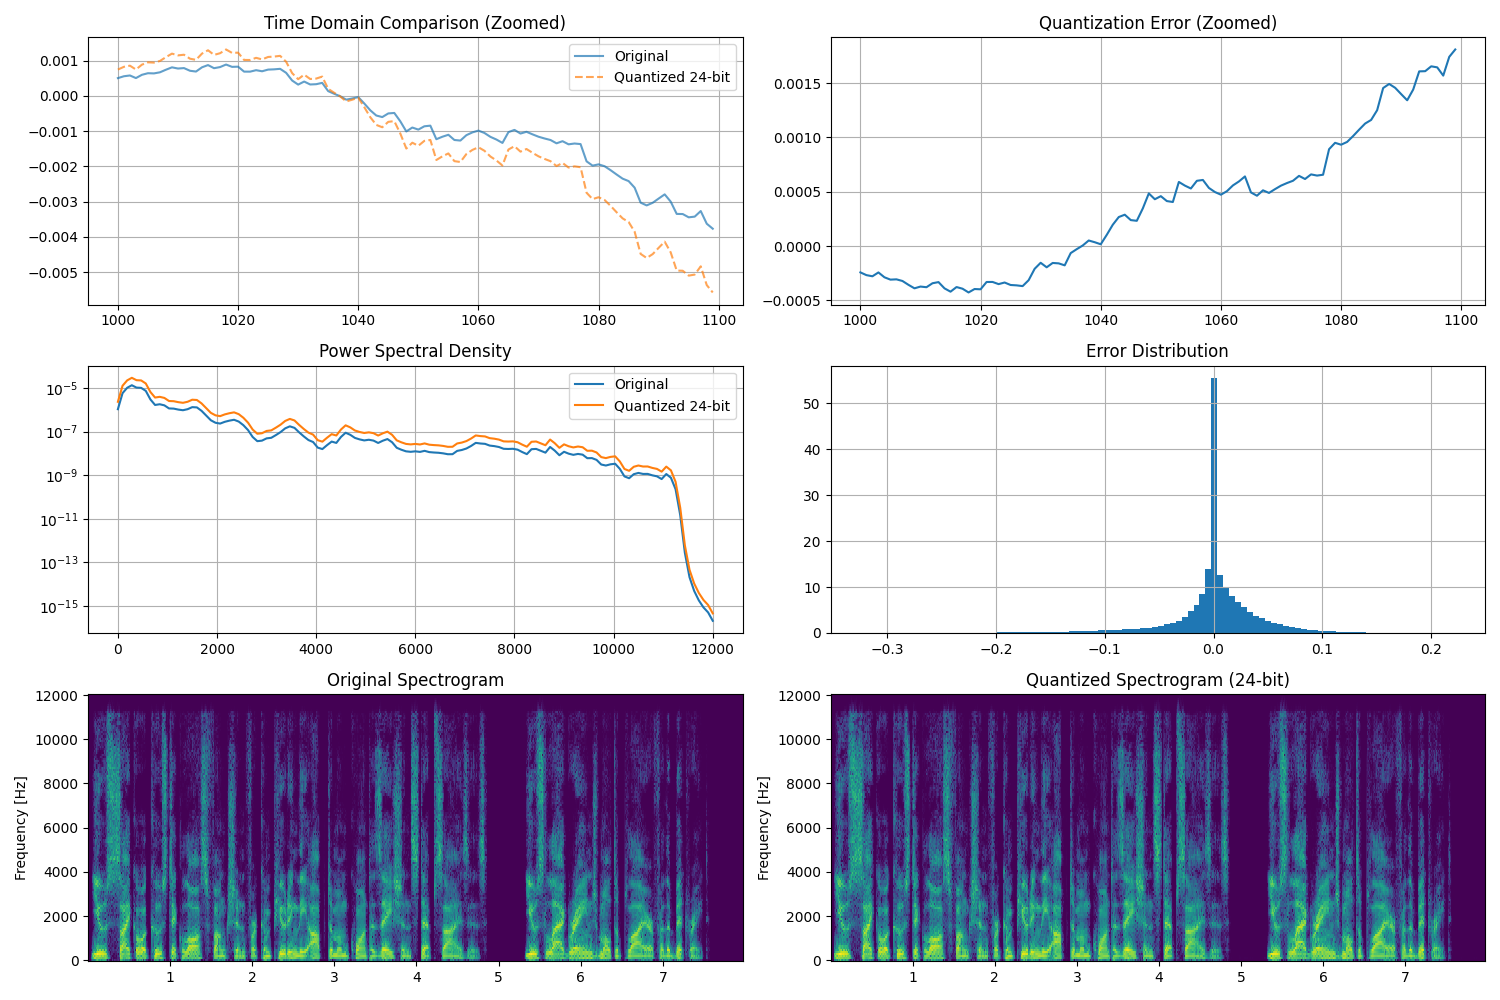 Time Domain Comparison (Zoomed)
Original
Quantized 24-bit
0.001
0.000
−0.001
−0.002
−0.003
−0.004
−0.005
1000 1020 1040 1060 1080 1100
Quantization Error (Zoomed)
0.0015
0.0010
0.0005
0.0000
−0.0005
1000 1020 1040 1060 1080 1100
Power Spectral Density
Original
Quantized 24-bit
10⁻⁵
10⁻⁷
10⁻⁹
10⁻¹¹
10⁻¹³
10⁻¹⁵
0 2000 4000 6000 8000 10000 12000
Error Distribution
50
40
30
20
10
0
−0.3 −0.2 −0.1 0.0 0.1 0.2
Original Spectrogram
Frequency [Hz]
12000
10000
8000
6000
4000
2000
0
1 2 3 4 5 6 7
Quantized Spectrogram (24-bit)
Frequency [Hz]
12000
10000
8000
6000
4000
2000
0
1 2 3 4 5 6 7